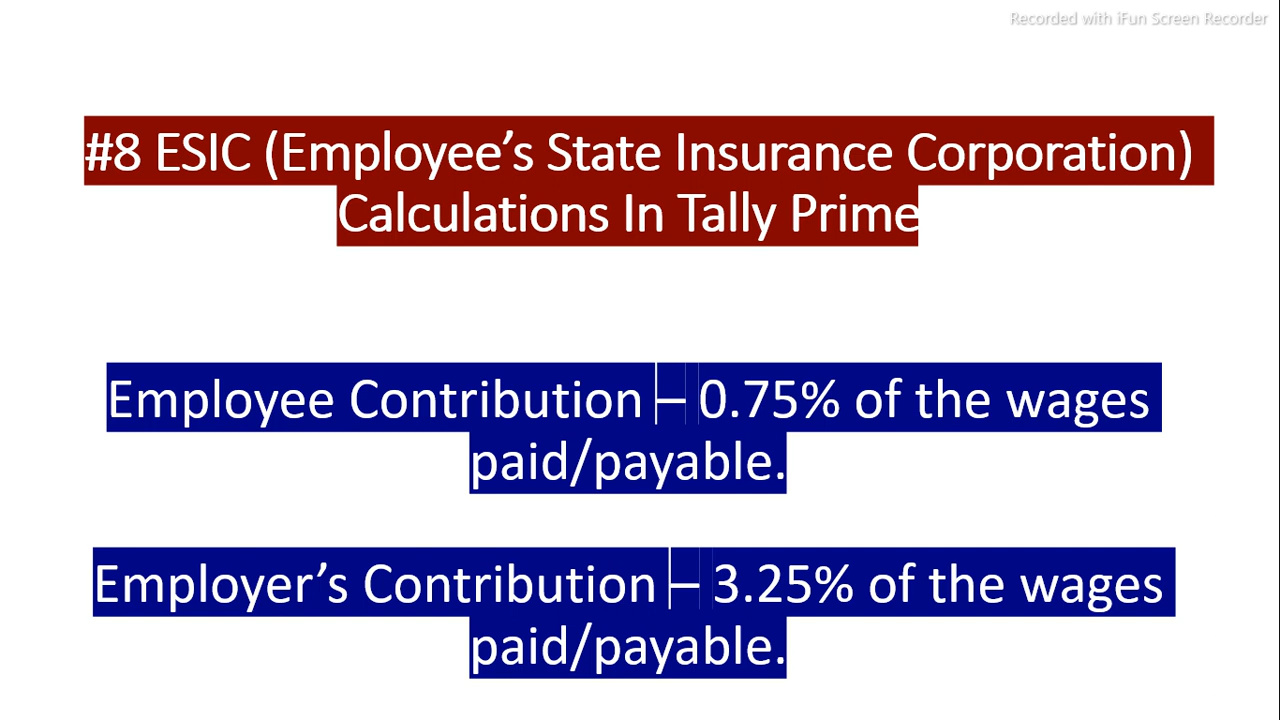 Recorded with iFun Screen Recorder
#8 ESIC (Employee’s State Insurance Corporation)
Calculations In Tally Prime
Employee Contribution – 0.75% of the wages
paid/payable.
Employer’s Contribution – 3.25% of the wages
paid/payable.